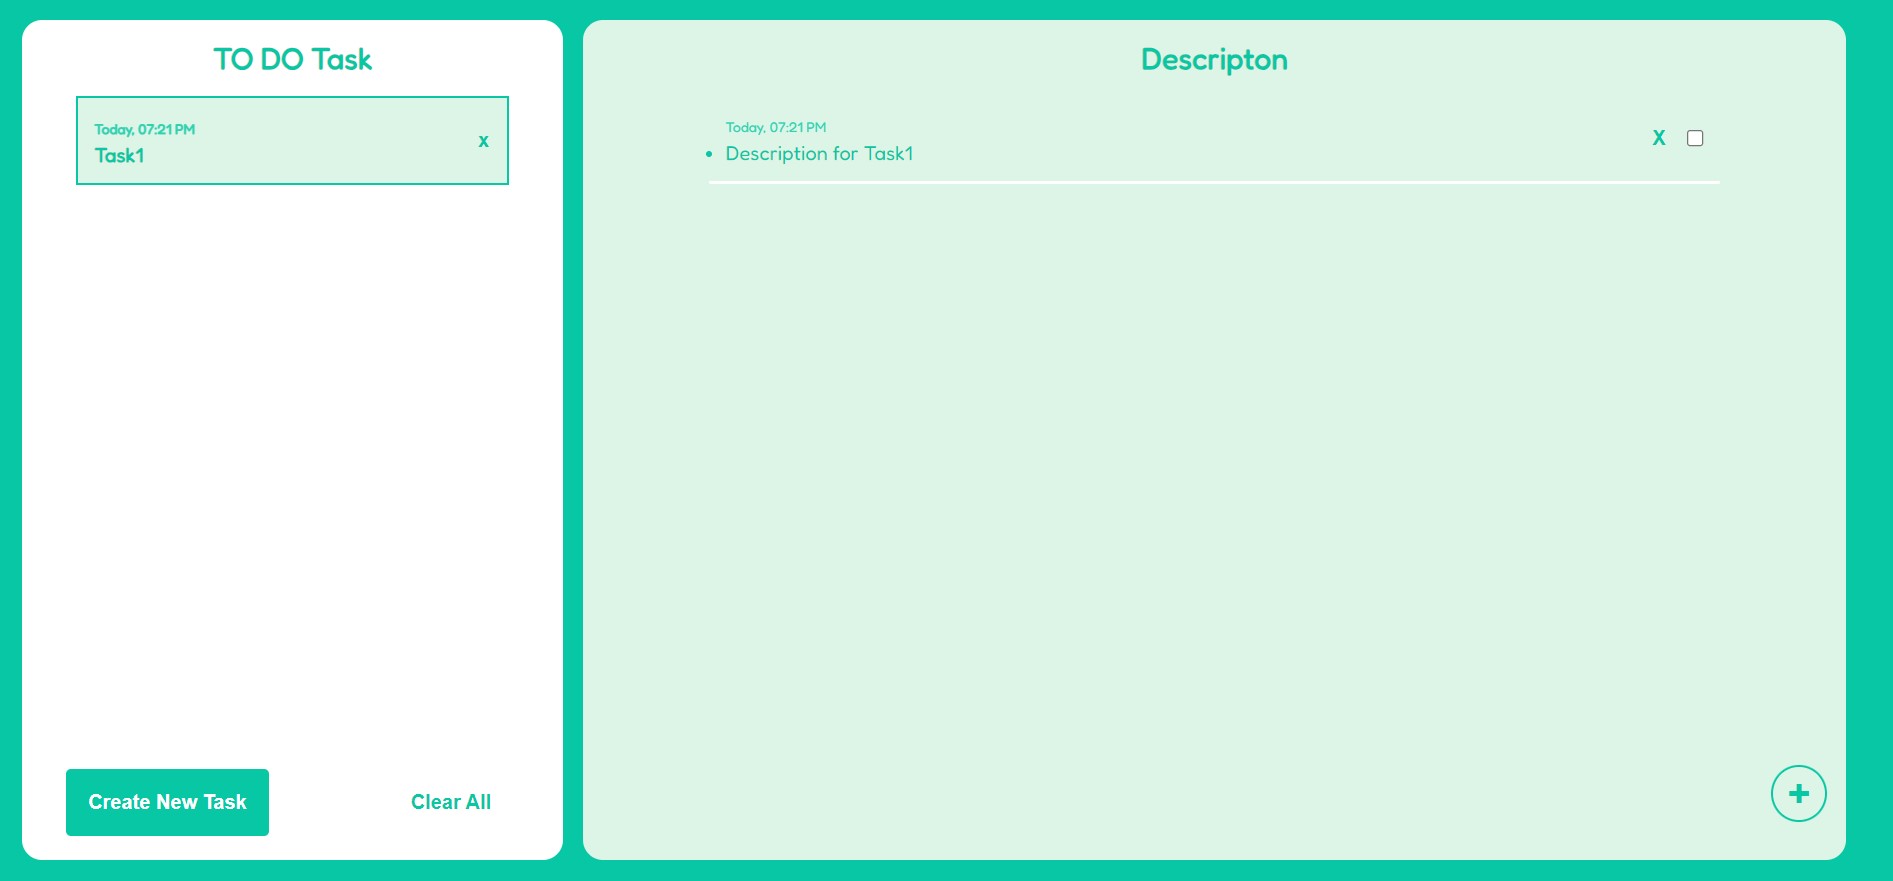 TO DO Task
Today, 07:21 PM
Task1
x
Create New Task
Clear All
Descripton
Today, 07:21 PM
X
• Description for Task1
+